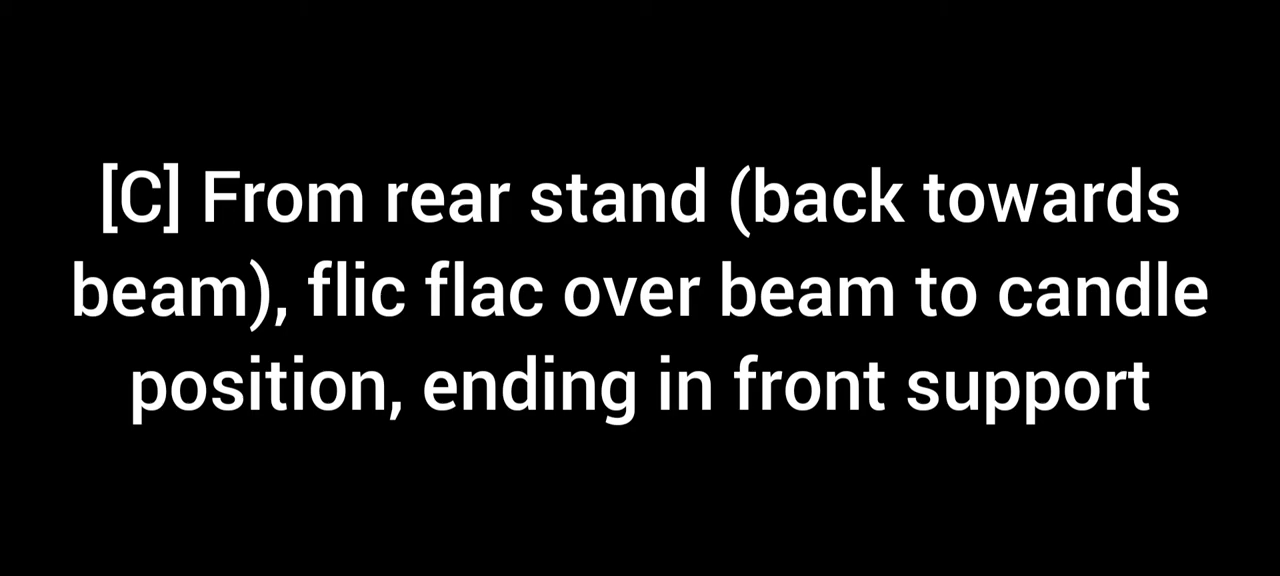 [C] From rear stand (back towards
beam), flic flac over beam to candle
position, ending in front support